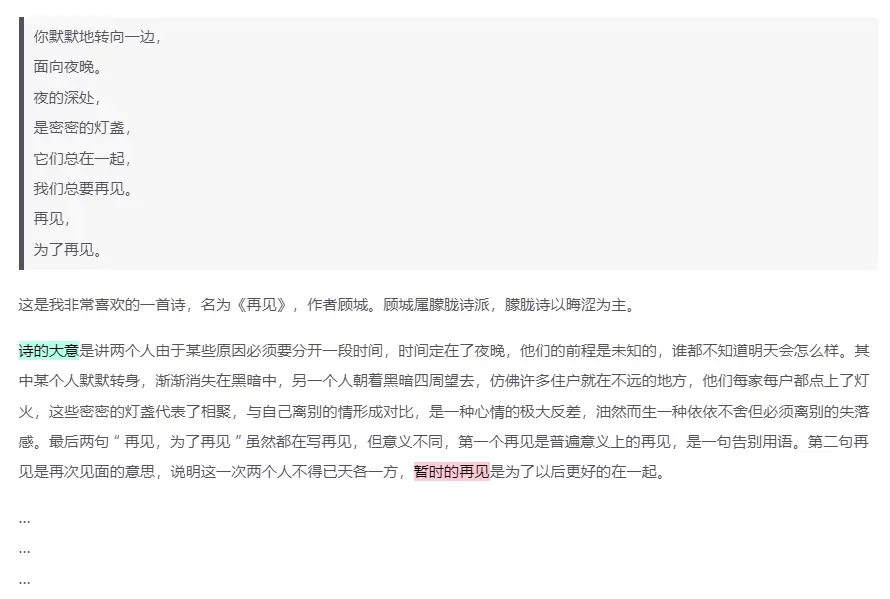 你默默地转向一边，
面向夜晚。
夜的深处，
是密密的灯盏，
它们总在一起，
我们总要再见。
再见，
为了再见。
这是我非常喜欢的一首诗，名为《再见》，作者顾城。顾城属朦胧诗派，朦胧诗以晦涩为主。
诗的大意是讲两个人由于某些原因必须要分开一段时间，时间定在了夜晚，他们的前程是未知的，谁都不知道明天会怎么样。其
中某个人默默转身，渐渐消失在黑暗中，另一个人朝着黑暗四周望去，仿佛许多住户就在不远的地方，他们每家每户都点上了灯
火，这些密密的灯盏代表了相聚，与自己离别的情形成对比，是一种心情的极大反差，油然而生一种依依不舍但必须离别的失落
感。最后两句“再见，为了再见”虽然都在写再见，但意义不同，第一个再见是普遍意义上的再见，是一句告别用语。第二句再
见是再次见面的意思，说明这一次两个人不得已天各一方，暂时的再见是为了以后更好的在一起。
...
...
...